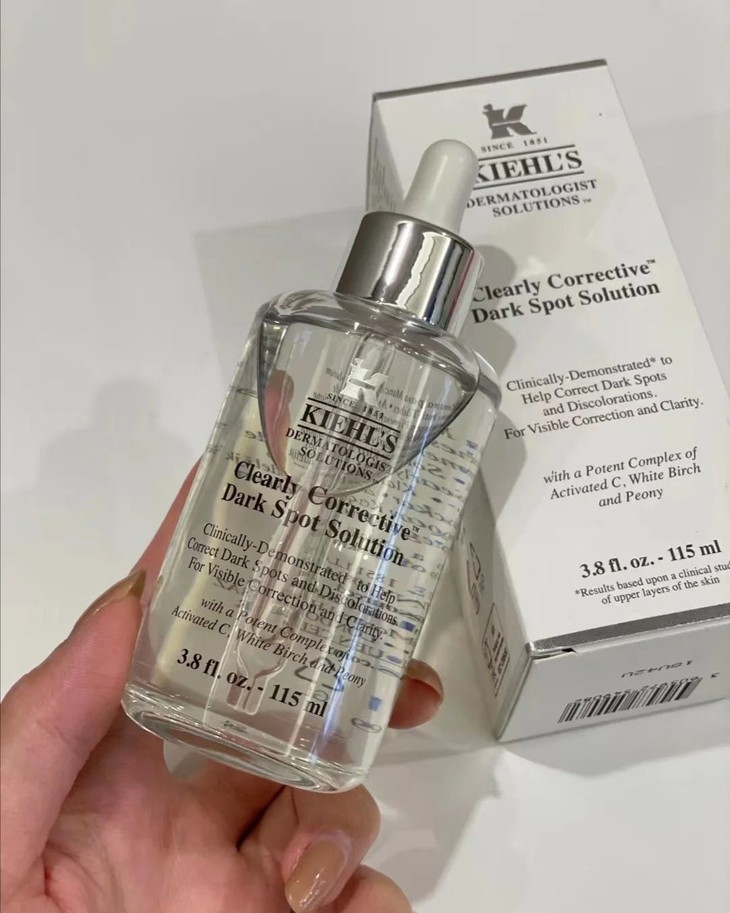 K
SINCE 1851
KIEHL'S
DERMATOLOGIST
SOLUTIONS™
Clearly Corrective™
Dark Spot Solution
Clinically-Demonstrated* to
Help Correct Dark Spots
and Discolorations.
For Visible Correction and Clarity.
with a Potent Complex of
Activated C, White Birch
and Peony
3.8 fl. oz. - 115 ml
*Results based upon a clinical
of upper layers of the skin
SINCE 1851
KIEHL'S
DERMATOLOGIST
SOLUTIONS
Clearly Corrective™
Dark Spot Solution
Clinically-Demonstrated to Help
Correct Dark Spots and Discolorations.
For Visible Correction and Clarity.
with a Potent Complex of
Activated C, White Birch and Peony
3.8 fl. oz. - 115 ml